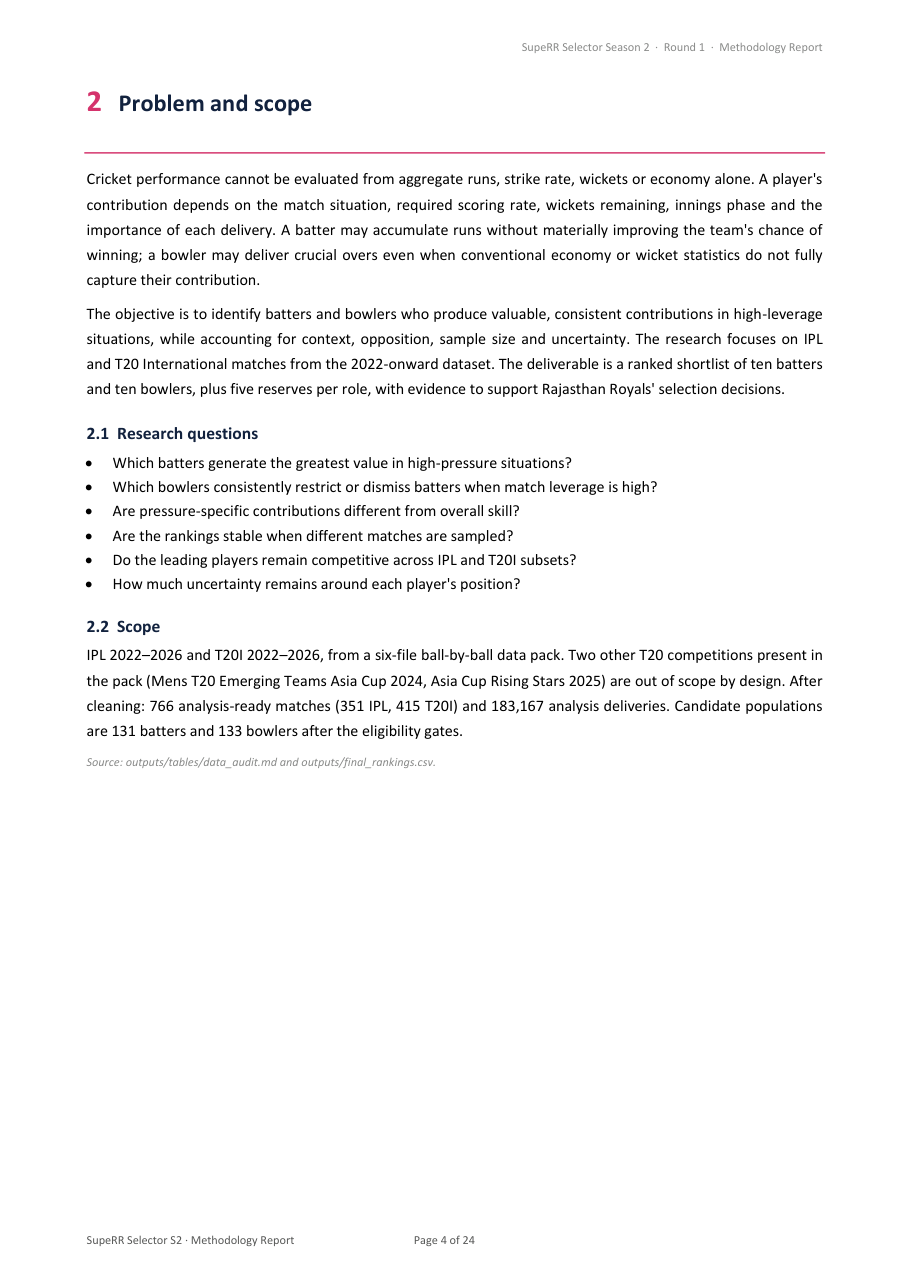 SupeRR Selector Season 2 · Round 1 · Methodology Report
2 Problem and scope
Cricket performance cannot be evaluated from aggregate runs, strike rate, wickets or economy alone. A player's
contribution depends on the match situation, required scoring rate, wickets remaining, innings phase and the
importance of each delivery. A batter may accumulate runs without materially improving the team's chance of
winning; a bowler may deliver crucial overs even when conventional economy or wicket statistics do not fully
capture their contribution.
The objective is to identify batters and bowlers who produce valuable, consistent contributions in high-leverage
situations, while accounting for context, opposition, sample size and uncertainty. The research focuses on IPL
and T20 International matches from the 2022-onward dataset. The deliverable is a ranked shortlist of ten batters
and ten bowlers, plus five reserves per role, with evidence to support Rajasthan Royals' selection decisions.
2.1 Research questions
• Which batters generate the greatest value in high-pressure situations?
• Which bowlers consistently restrict or dismiss batters when match leverage is high?
• Are pressure-specific contributions different from overall skill?
• Are the rankings stable when different matches are sampled?
• Do the leading players remain competitive across IPL and T20I subsets?
• How much uncertainty remains around each player's position?
2.2 Scope
IPL 2022–2026 and T20I 2022–2026, from a six-file ball-by-ball data pack. Two other T20 competitions present in
the pack (Mens T20 Emerging Teams Asia Cup 2024, Asia Cup Rising Stars 2025) are out of scope by design. After
cleaning: 766 analysis-ready matches (351 IPL, 415 T20I) and 183,167 analysis deliveries. Candidate populations
are 131 batters and 133 bowlers after the eligibility gates.
Source: outputs/tables/data_audit.md and outputs/final_rankings.csv.
SupeRR Selector S2 · Methodology Report Page 4 of 24